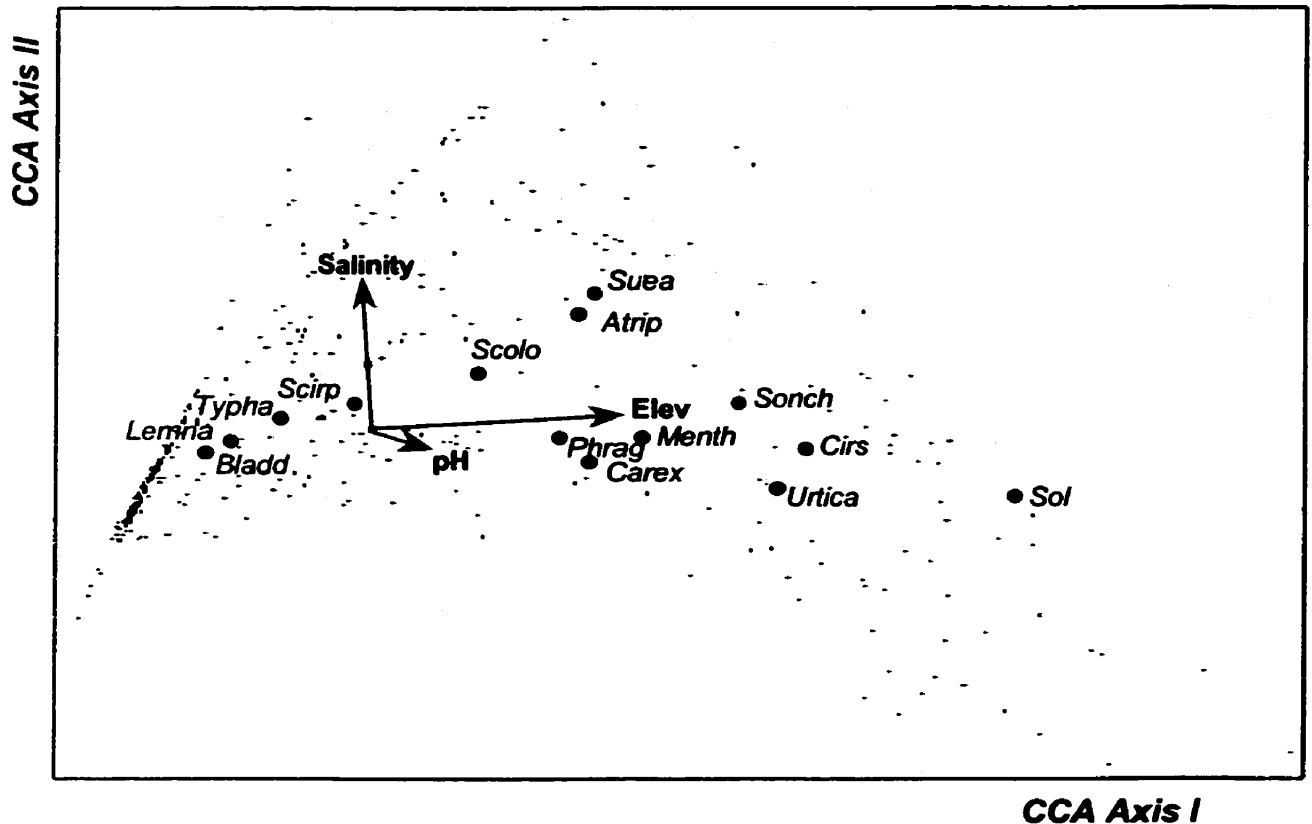 CCA Axis II
Salinity
Suea
Atrip
Scolo
Scirp
Typha
Elev
Sonch
Lemna
Menth
Phrag
Cirs
Bladd
pH
Carex
Urtica
Sol
CCA Axis I